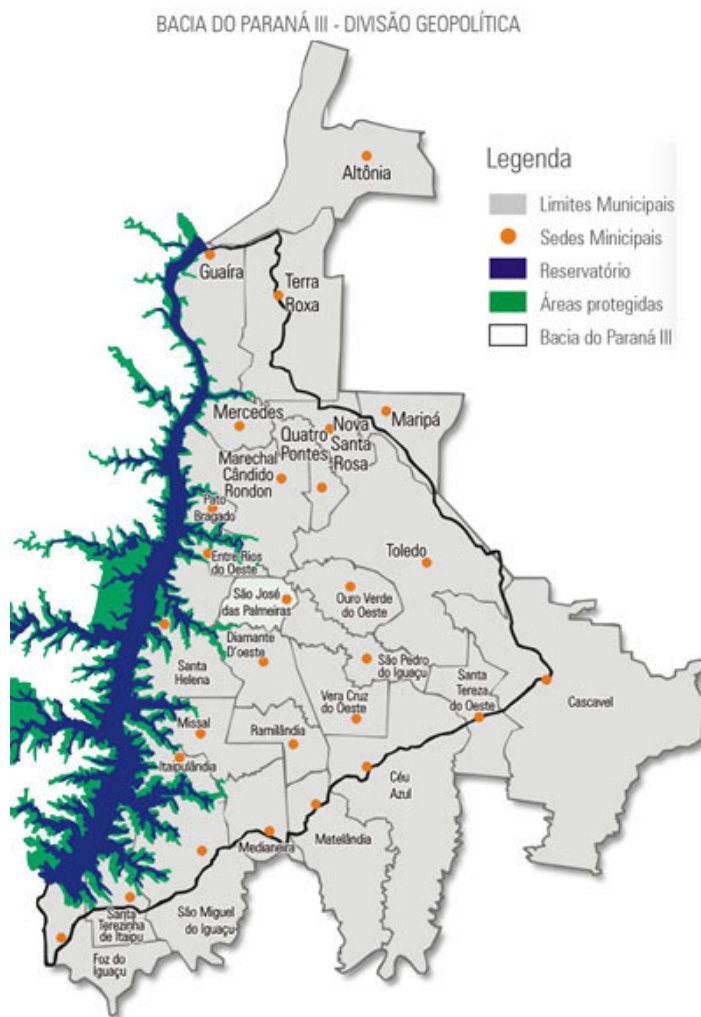 BACIA DO PARANÁ III - DIVISÃO GEOPOLÍTICA
Legenda
Limites Municipais
Sedes Minicipais
Reservatório
Áreas protegidas
Bacia do Paraná III
Altônia
Guaíra
Terra
Roxa
Mercedes
Maripá
Nova
Santa
Rosa
Quatro
Pontes
Marechal
Cândido
Rondon
Pato
Bragado
Entre Rios
do Oeste
Toledo
São José
das Palmeiras
Ouro Verde
do Oeste
Diamante
D'oeste
São Pedro
do Iguaçu
Santa
Helena
Vera Cruz
do Oeste
Santa
Tereza
do Oeste
Cascavel
Missal
Ramilândia
Itaipulândia
Céu
Azul
Matelândia
Medianeira
São Miguel
do Iguaçu
Santa
Terezinha
de Itaipu
Foz do
Iguaçu